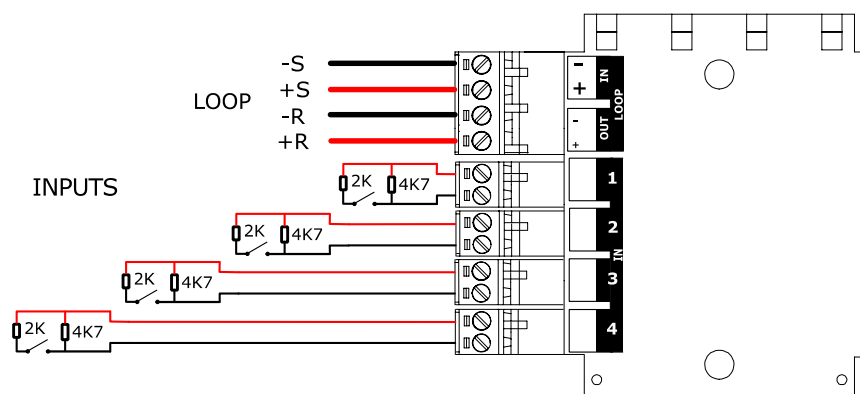 -S
+S
LOOP
-R
+R
INPUTS
2K 4K7
2K 4K7
2K 4K7
2K 4K7
- + IN
- + OUT
LOOP
1
2
3
4
IN